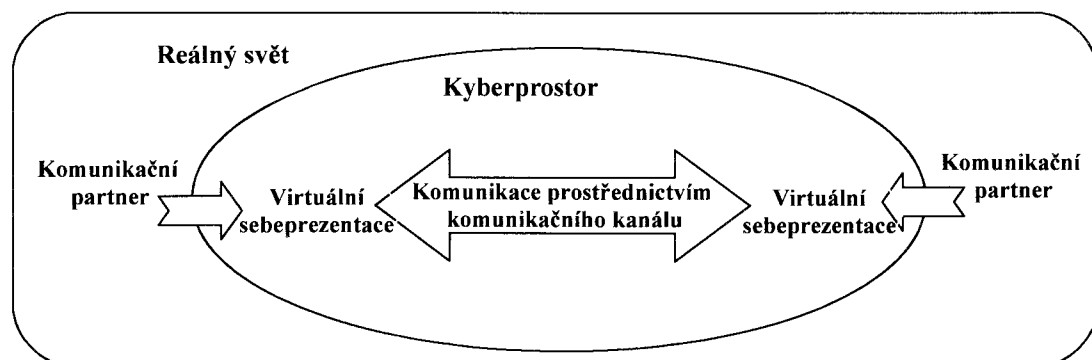 Reálný svět
Kyberprostor
Komunikační
partner
Virtuální
sebeprezentace
Komunikace prostřednictvím
komunikačního kanálu
Virtuální
sebeprezentace
Komunikační
partner